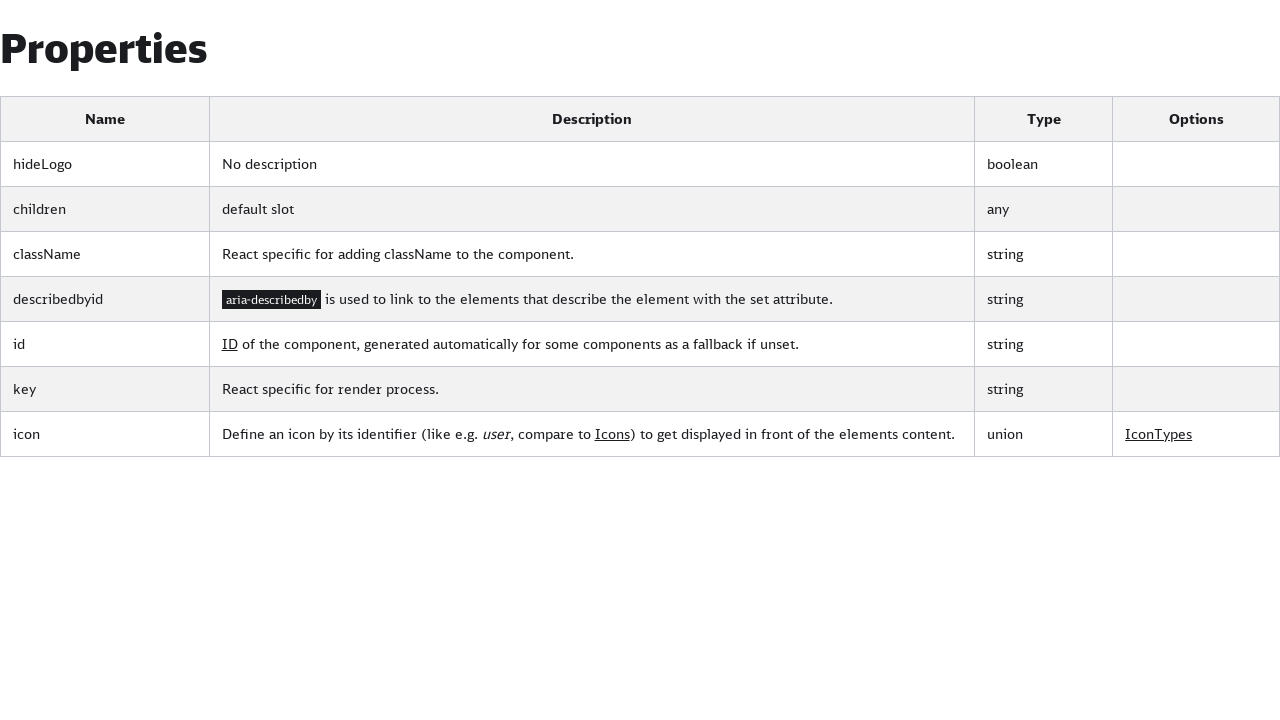 Properties
Name Description Type Options
hideLogo No description boolean
children default slot any
className React specific for adding className to the component. string
describedbyid aria-describedby is used to link to the elements that describe the element with the set attribute. string
id ID of the component, generated automatically for some components as a fallback if unset. string
key React specific for render process. string
icon Define an icon by its identifier (like e.g. user, compare to Icons) to get displayed in front of the elements content. union IconTypes